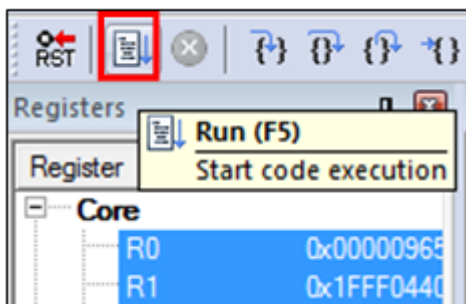 RST
Registers
Run (F5)
Start code execution
Register
Core
R0 0x00000965
R1 0x1FFF0440